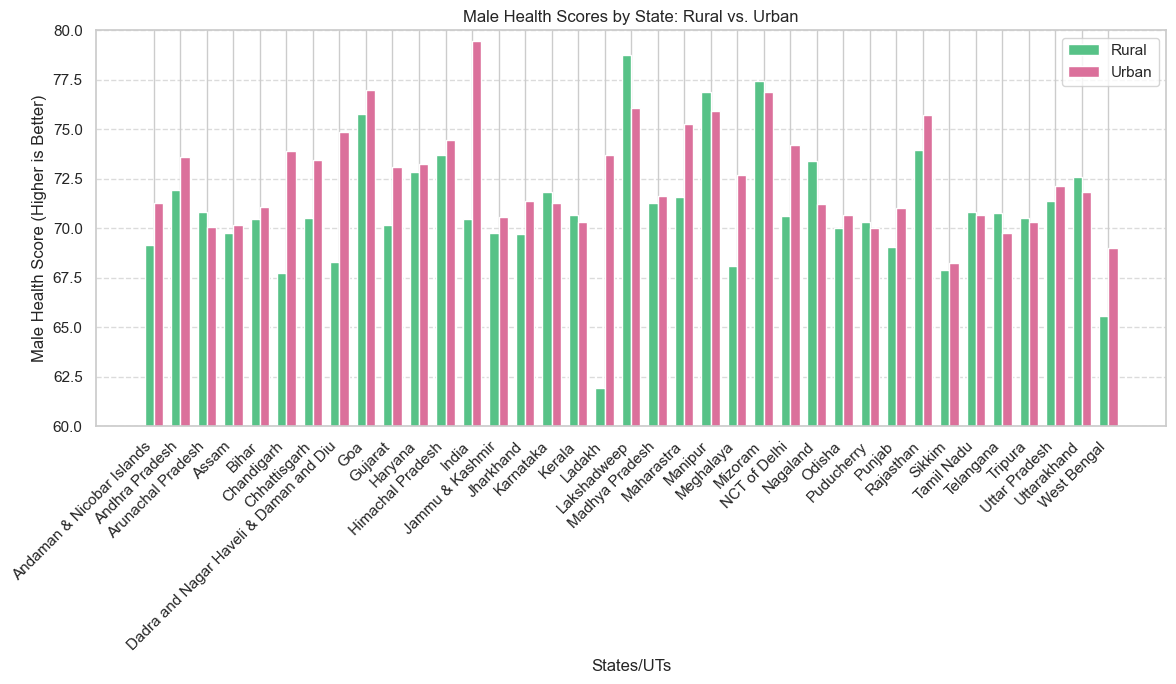 Male Health Scores by State: Rural vs. Urban
Rural
Urban
Male Health Score (Higher is Better)
80.0
77.5
75.0
72.5
70.0
67.5
65.0
62.5
60.0
Andaman & Nicobar Islands
Andhra Pradesh
Arunachal Pradesh
Assam
Bihar
Chandigarh
Chhattisgarh
Dadra and Nagar Haveli & Daman and Diu
Goa
Gujarat
Haryana
Himachal Pradesh
India
Jammu & Kashmir
Jharkhand
Karnataka
Kerala
Ladakh
Lakshadweep
Madhya Pradesh
Maharastra
Manipur
Meghalaya
Mizoram
NCT of Delhi
Nagaland
Odisha
Puducherry
Punjab
Rajasthan
Sikkim
Tamil Nadu
Telangana
Tripura
Uttar Pradesh
Uttarakhand
West Bengal
States/UTs